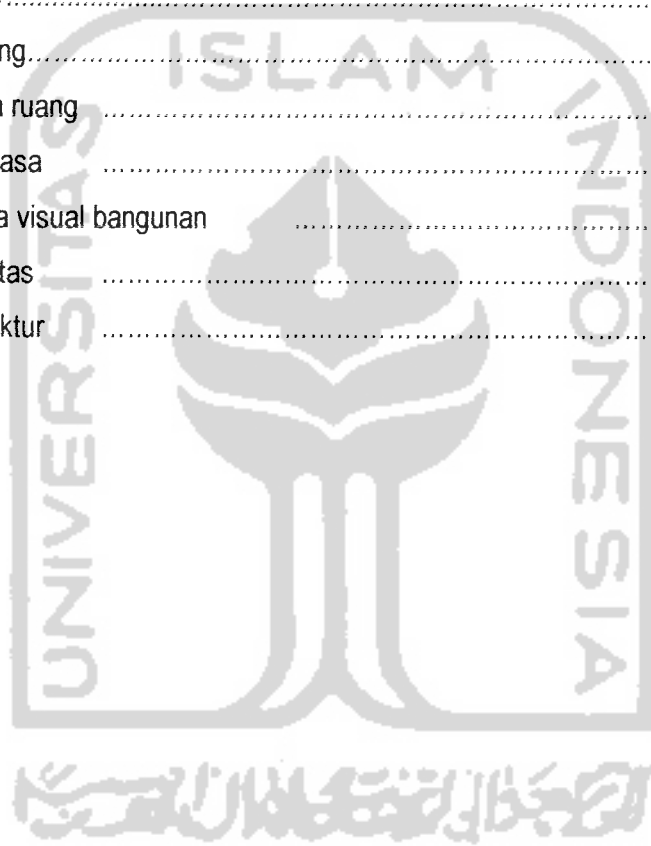 ISLAM
UNIVERSITAS
INDONESIA
ng
ruang
asa
a visual bangunan
tas
ktur